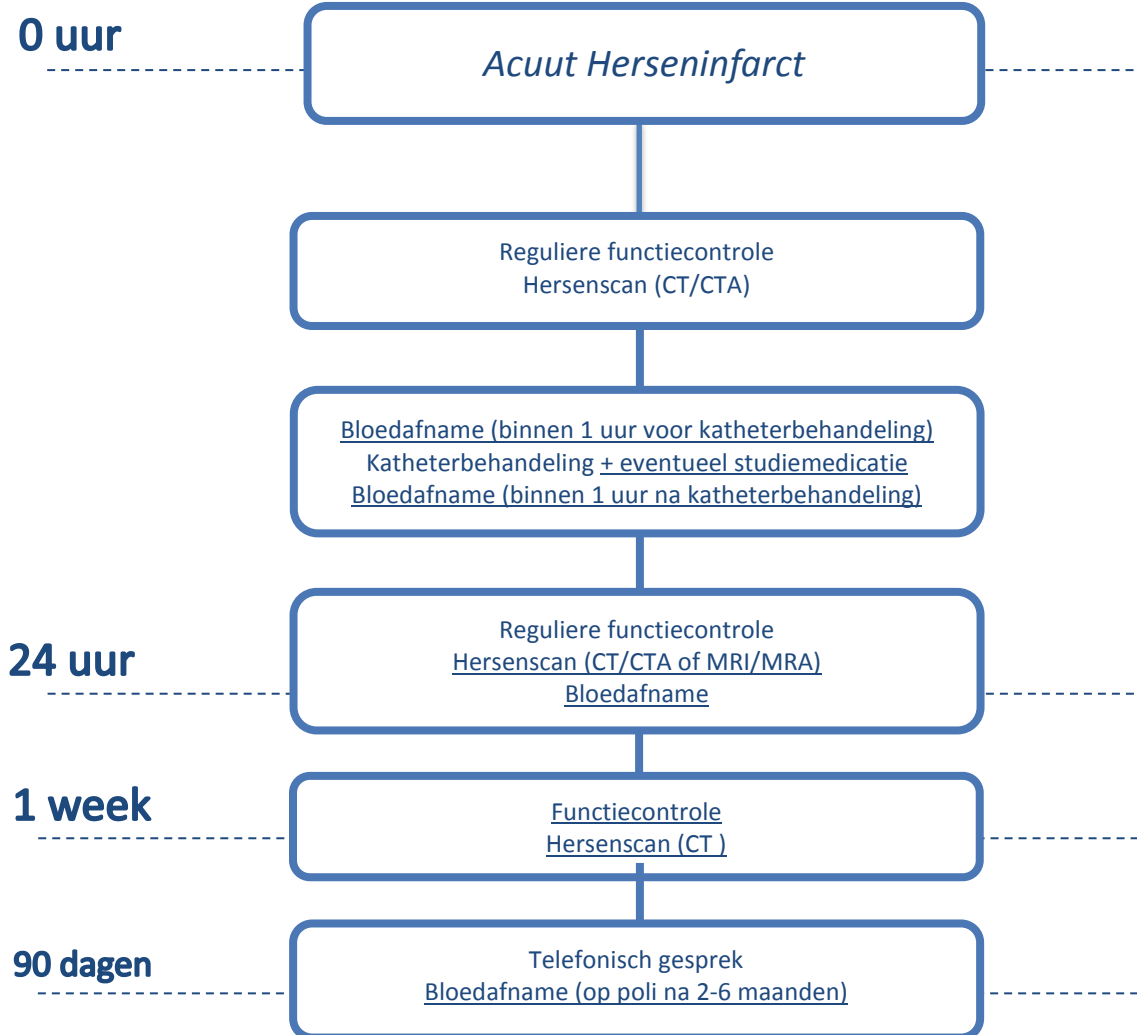 0 uur
Acuut Herseninfarct
Reguliere functiecontrole
Hersenscan (CT/CTA)
Bloedafname (binnen 1 uur voor katheterbehandeling)
Katheterbehandeling + eventueel studiemedicatie
Bloedafname (binnen 1 uur na katheterbehandeling)
24 uur
Reguliere functiecontrole
Hersenscan (CT/CTA of MRI/MRA)
Bloedafname
1 week
Functiecontrole
Hersenscan (CT )
90 dagen
Telefonisch gesprek
Bloedafname (op poli na 2-6 maanden)